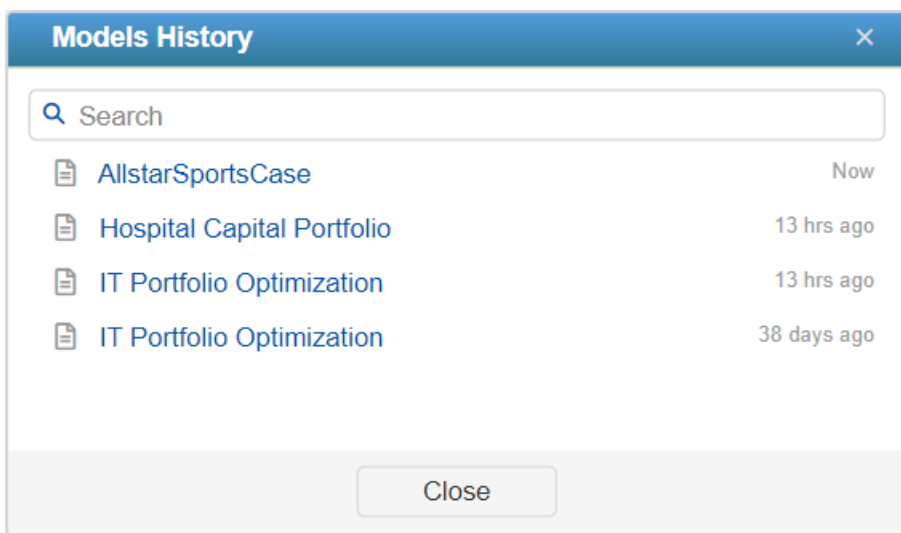 Models History
Search
AllstarSportsCase Now
Hospital Capital Portfolio 13 hrs ago
IT Portfolio Optimization 13 hrs ago
IT Portfolio Optimization 38 days ago
Close